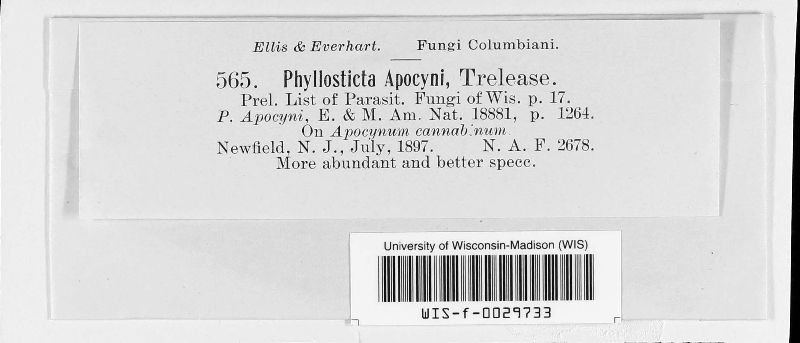 Ellis & Everhart. Fungi Columbiani.
565. Phyllosticta Apocyni, Trelease.
Prel. List of Parasit. Fungi of Wis. p. 17.
P. Apocyni, E. & M. Am. Nat. 18881, p. 1264.
On Apocynum cannabinum
Newfield, N. J., July, 1897. N. A. F. 2678.
More abundant and better specc.
University of Wisconsin-Madison (WIS)
WIS-f-0029733